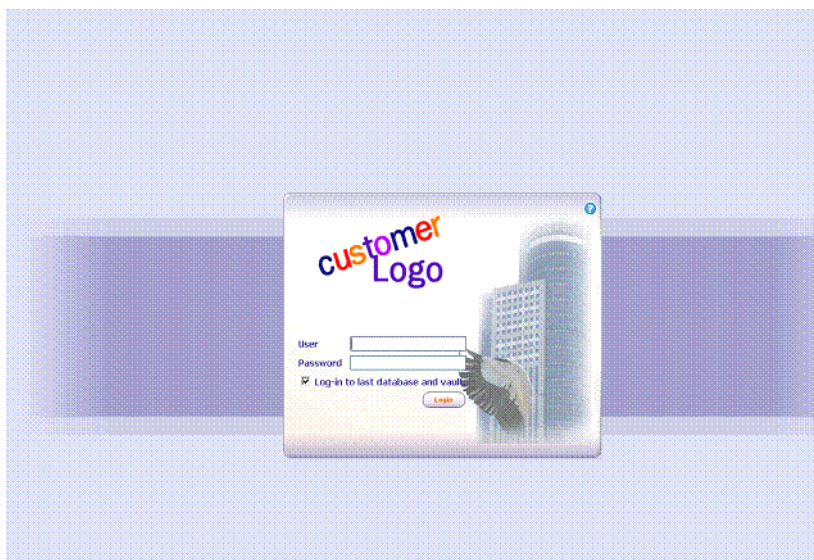 ?
customer
Logo
User
Password
Log-in to last database and vault
Login